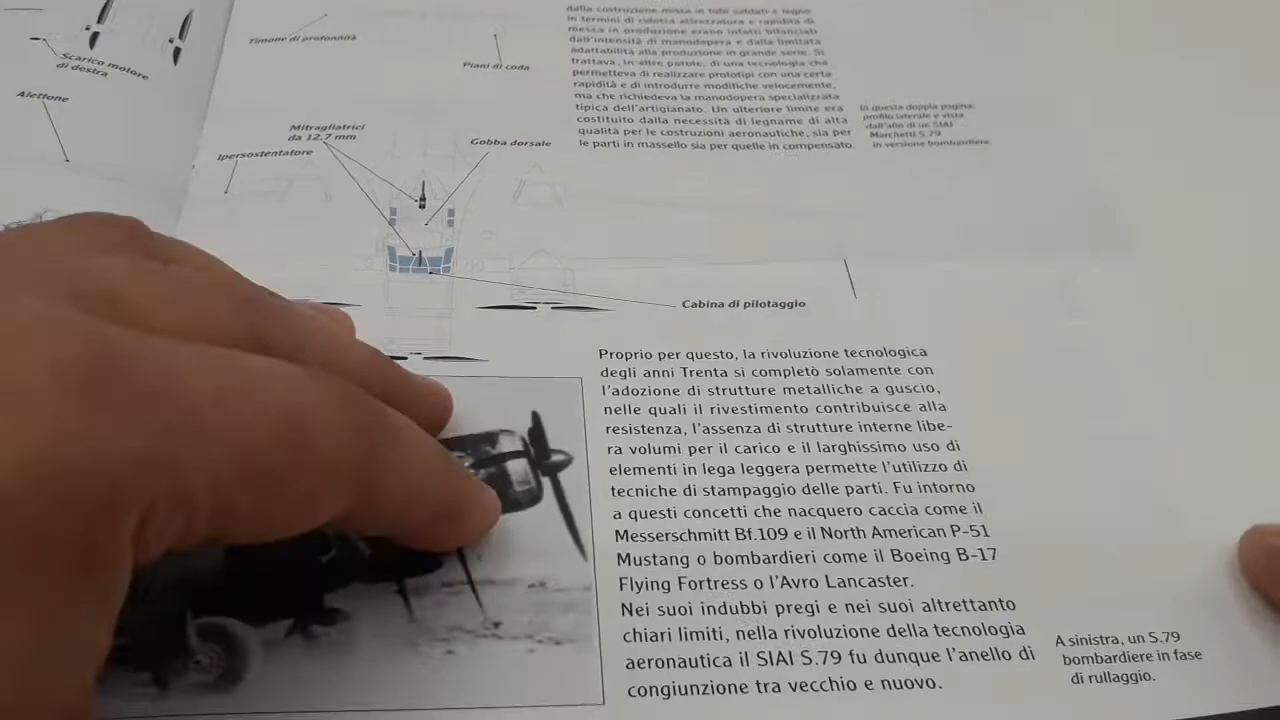 Scarico motore
di destra
Alettone
Timone di profondità
Piani di coda
Mitragliatrici
da 12.7 mm
Ipersostentatore
Gobba dorsale
Cabina di pilotaggio
dalla costruzione mista in tubi saldati e legno
in termini di ridotta attrezzatura e rapidità di
messa in produzione erano infatti bilanciati
dall'intensità di manodopera e dalla limitata
adattabilità alla produzione in grande serie. Si
trattava, in altre parole, di una tecnologia che
permetteva di realizzare prototipi con una certa
rapidità e di introdurre modifiche velocemente,
ma che richiedeva la manodopera specializzata
tipica dell'artigianato. Un ulteriore limite era
costituito dalla necessità di legname di alta
qualità per le costruzioni aeronautiche, sia per
le parti in massello sia per quelle in compensato.
In questa doppia pagina:
profilo laterale e vista
dall'alto di un SIAI
Marchetti S.79
in versione bombardiere.
Proprio per questo, la rivoluzione tecnologica
degli anni Trenta si completò solamente con
l'adozione di strutture metalliche a guscio,
nelle quali il rivestimento contribuisce alla
resistenza, l'assenza di strutture interne libe-
ra volumi per il carico e il larghissimo uso di
elementi in lega leggera permette l'utilizzo di
tecniche di stampaggio delle parti. Fu intorno
a questi concetti che nacquero caccia come il
Messerschmitt Bf.109 e il North American P-51
Mustang o bombardieri come il Boeing B-17
Flying Fortress o l'Avro Lancaster.
Nei suoi indubbi pregi e nei suoi altrettanto
chiari limiti, nella rivoluzione della tecnologia
aeronautica il SIAI S.79 fu dunque l'anello di
congiunzione tra vecchio e nuovo.
A sinistra, un S.79
bombardiere in fase
di rullaggio.